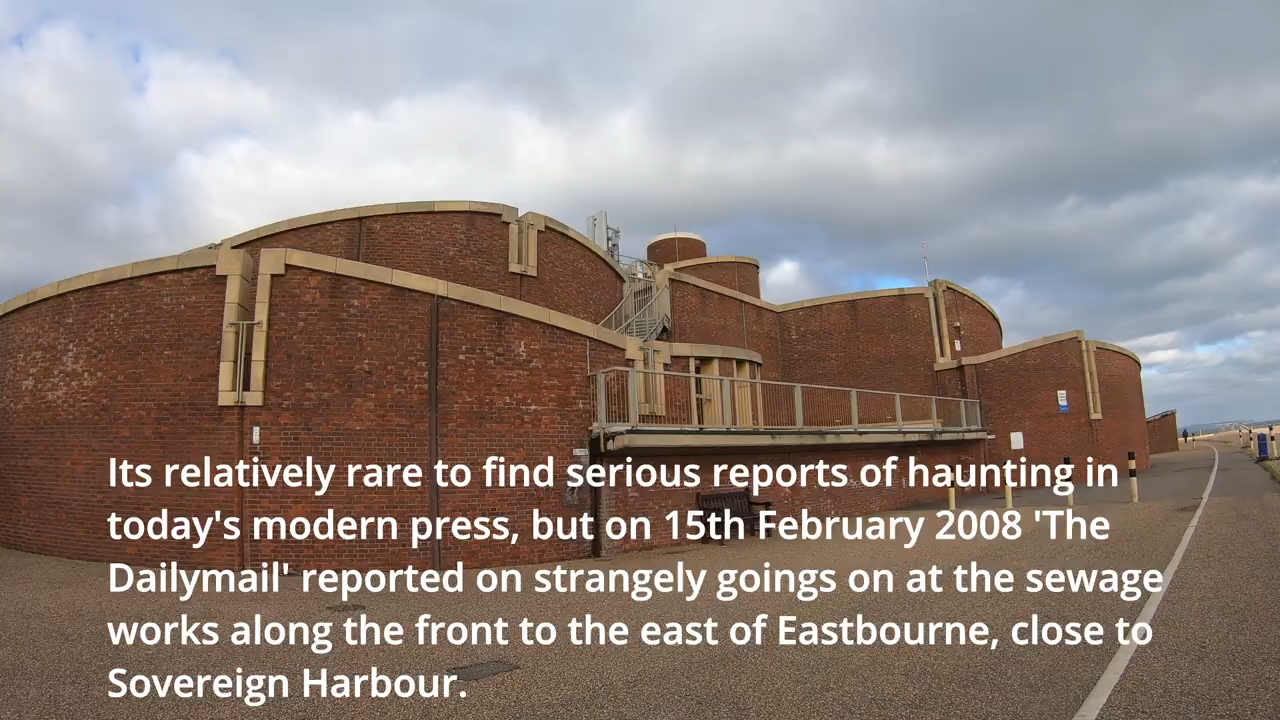 Its relatively rare to find serious reports of haunting in
today's modern press, but on 15th February 2008 'The
Dailymail' reported on strangely goings on at the sewage
works along the front to the east of Eastbourne, close to
Sovereign Harbour.